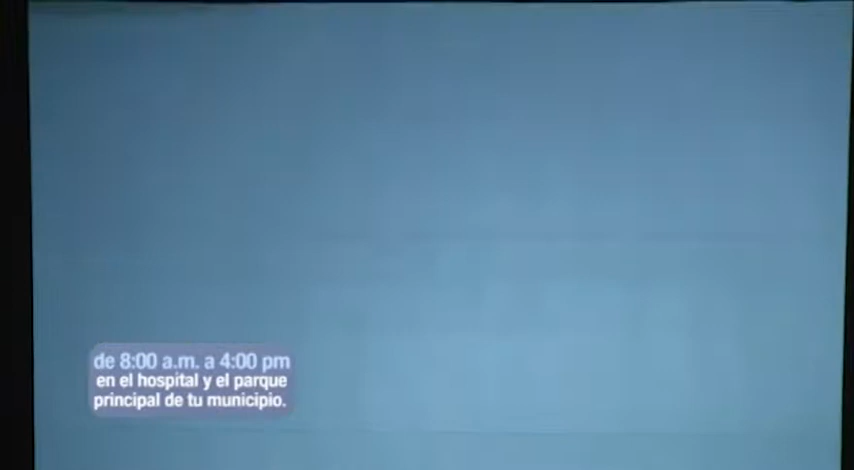 de 8:00 a.m. a 4:00 pm
en el hospital y el parque
principal de tu municipio.